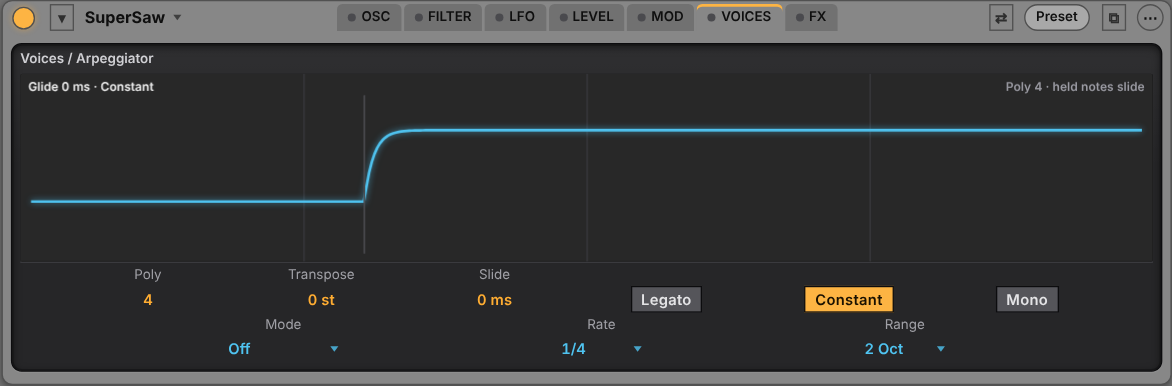 SuperSaw
OSC FILTER LFO LEVEL MOD VOICES FX
Preset
Voices / Arpeggiator
Glide 0 ms · Constant
Poly 4 · held notes slide
Poly Transpose Slide
4 0 st 0 ms Legato Constant Mono
Mode Rate Range
Off 1/4 2 Oct